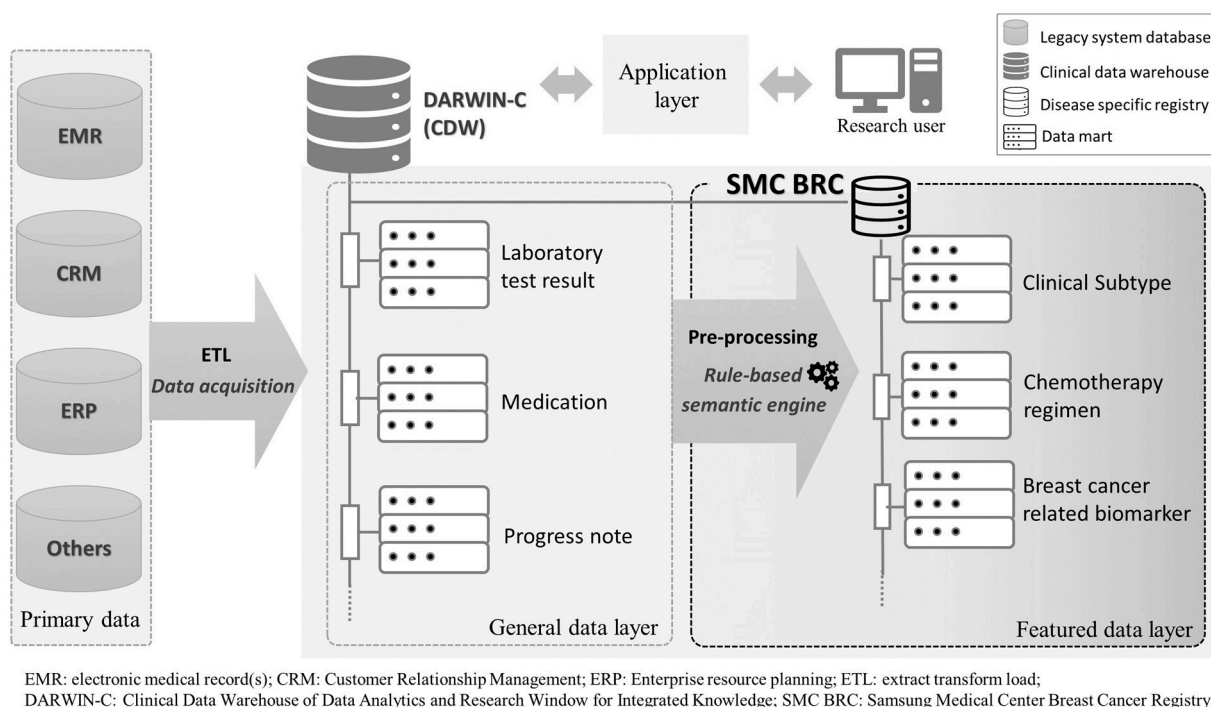 EMR
CRM
ERP
Others
Primary data
ETL
Data acquisition
DARWIN-C
(CDW)
Application
layer
Research user
Legacy system database
Clinical data warehouse
Disease specific registry
Data mart
Laboratory
test result
Medication
Progress note
General data layer
Pre-processing
Rule-based
semantic engine
SMC BRC
Clinical Subtype
Chemotherapy
regimen
Breast cancer
related biomarker
Featured data layer
EMR: electronic medical record(s); CRM: Customer Relationship Management; ERP: Enterprise resource planning; ETL: extract transform load;
DARWIN-C: Clinical Data Warehouse of Data Analytics and Research Window for Integrated Knowledge; SMC BRC: Samsung Medical Center Breast Cancer Registry